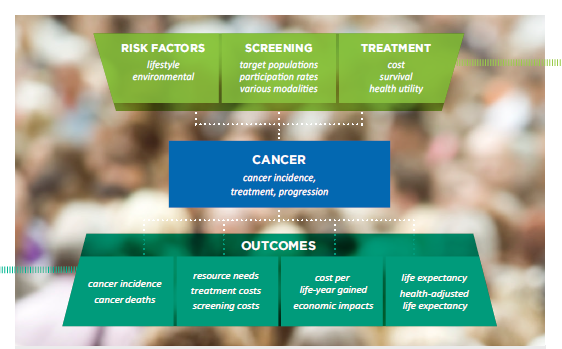 RISK FACTORS
lifestyle
environmental
SCREENING
target populations
participation rates
various modalities
TREATMENT
cost
survival
health utility
CANCER
cancer incidence,
treatment, progression
OUTCOMES
cancer incidence
cancer deaths
resource needs
treatment costs
screening costs
cost per
life-year gained
economic impacts
life expectancy
health-adjusted
life expectancy